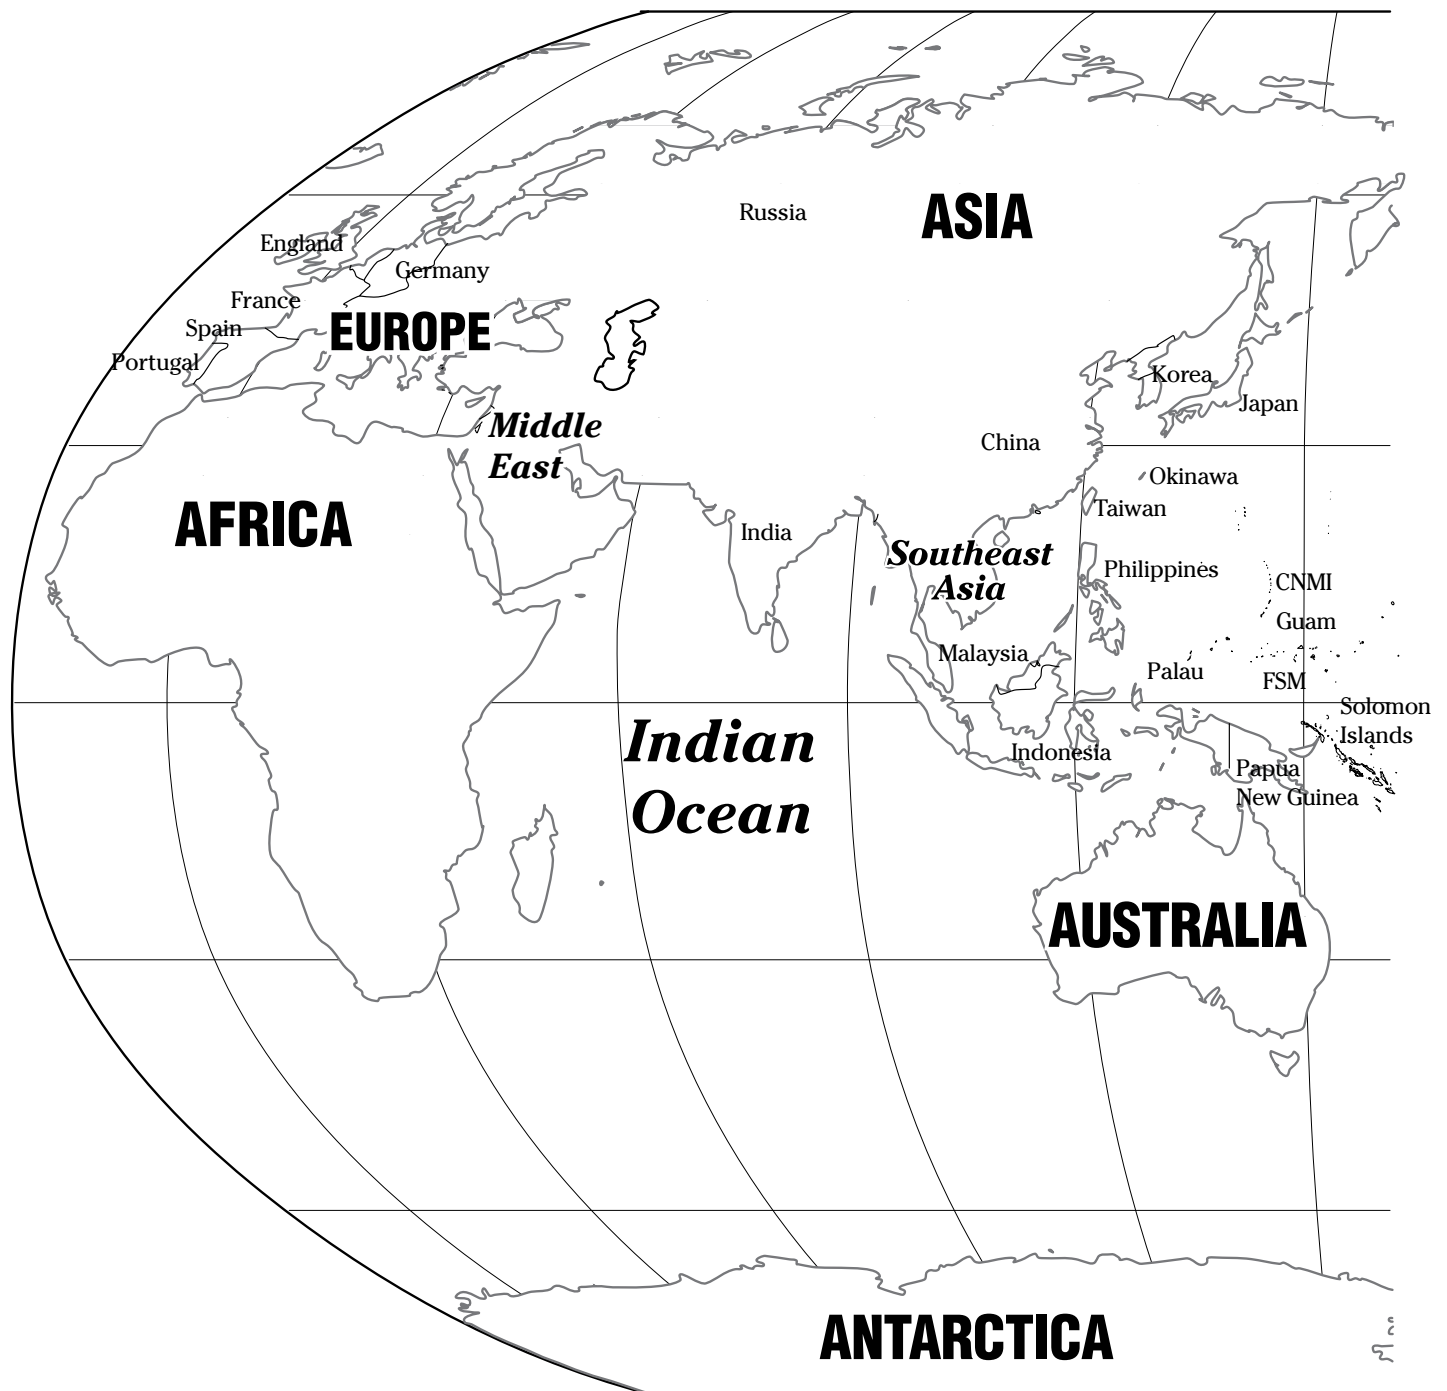 Russia
ASIA
England
Germany
France
EUROPE
Spain
Portugal
Korea
Japan
Middle
East
China
Okinawa
AFRICA
Taiwan
India
Southeast
Asia
Philippines
CNMI
Guam
Malaysia
Palau
FSM
Solomon
Islands
Indian
Ocean
Indonesia
Papua
New Guinea
AUSTRALIA
ANTARCTICA